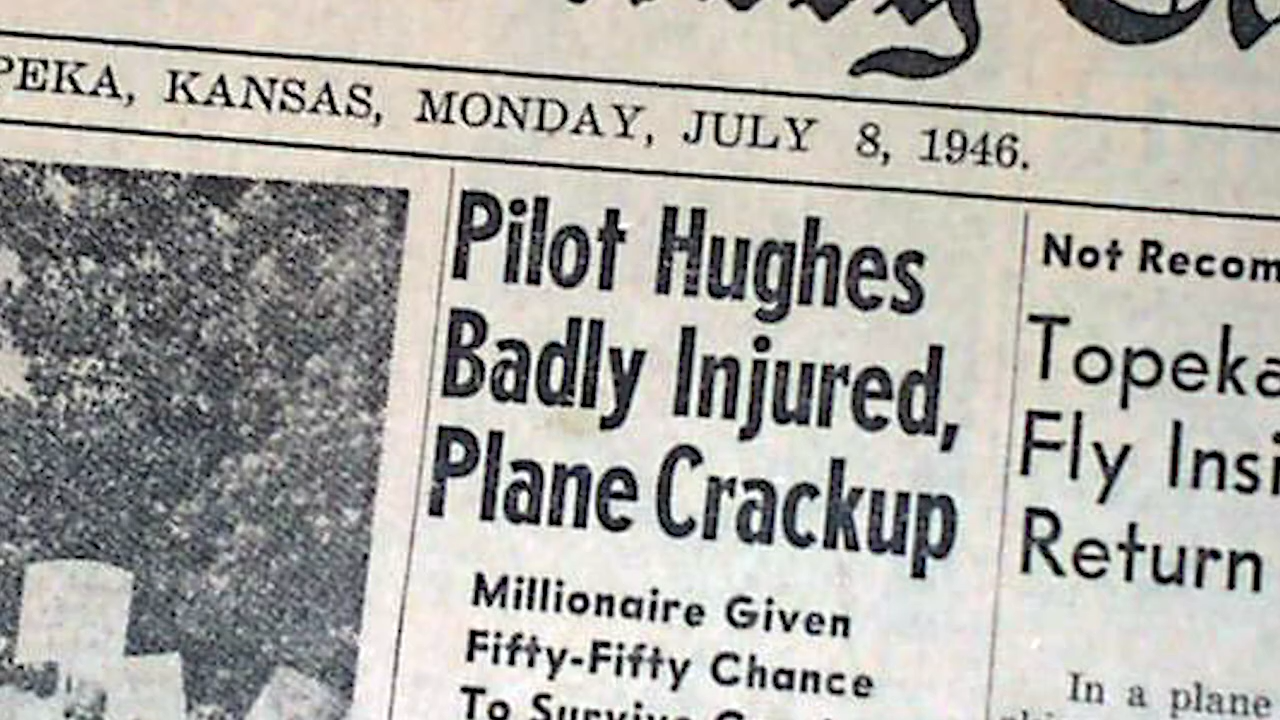 PEKA, KANSAS, MONDAY, JULY 8, 1946.
Pilot Hughes
Badly Injured,
Plane Crackup
Millionaire Given
Fifty-Fifty Chance
To Survive
Not Recom
Topeka
Fly Insi
Return
In a plane